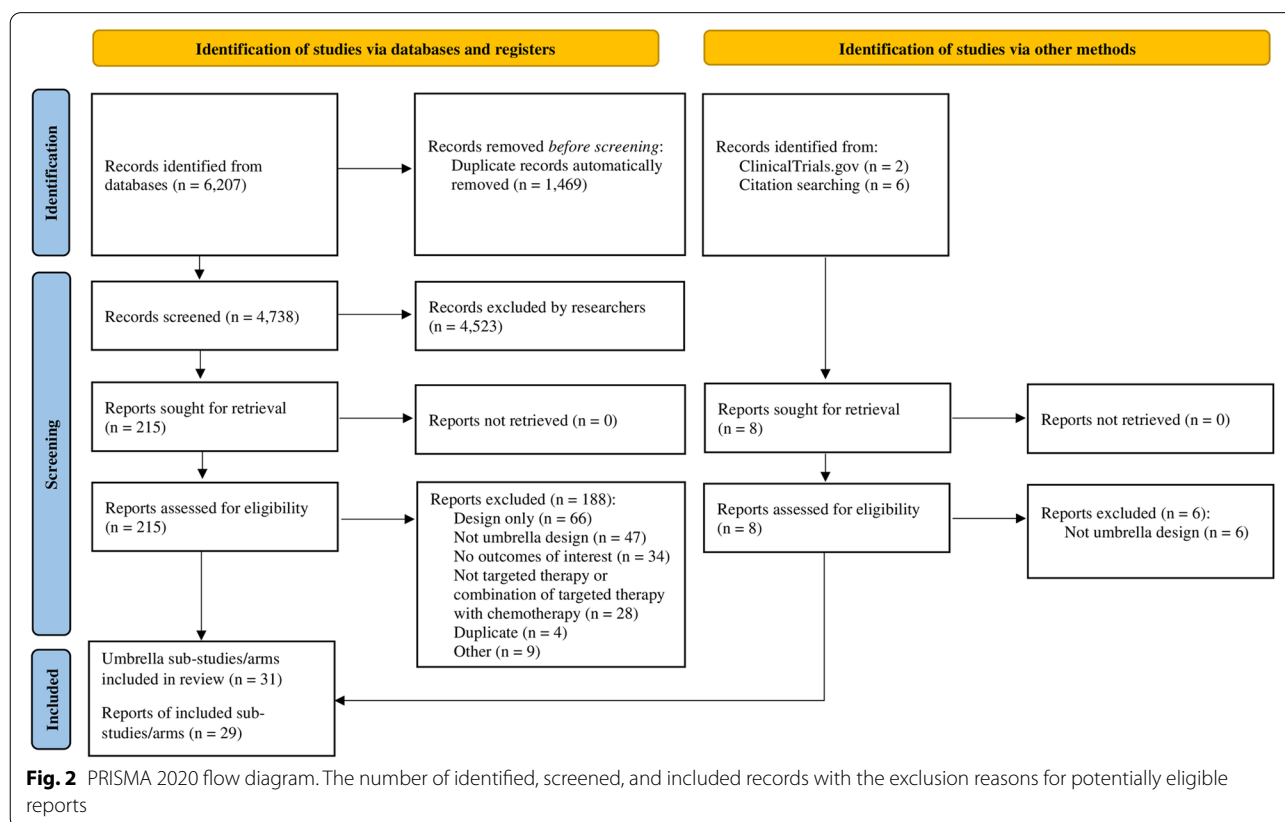 Identification of studies via databases and registers
Identification of studies via other methods
Identification
Records identified from
databases (n = 6,207)
Records removed before screening:
Duplicate records automatically
removed (n = 1,469)
Records identified from:
ClinicalTrials.gov (n = 2)
Citation searching (n = 6)
Screening
Records screened (n = 4,738)
Records excluded by researchers
(n = 4,523)
Reports sought for retrieval
(n = 215)
Reports not retrieved (n = 0)
Reports sought for retrieval
(n = 8)
Reports not retrieved (n = 0)
Reports assessed for eligibility
(n = 215)
Reports excluded (n = 188):
Design only (n = 66)
Not umbrella design (n = 47)
No outcomes of interest (n = 34)
Not targeted therapy or
combination of targeted therapy
with chemotherapy (n = 28)
Duplicate (n = 4)
Other (n = 9)
Reports assessed for eligibility
(n = 8)
Reports excluded (n = 6):
Not umbrella design (n = 6)
Included
Umbrella sub-studies/arms
included in review (n = 31)
Reports of included sub-
studies/arms (n = 29)
Fig. 2 PRISMA 2020 flow diagram. The number of identified, screened, and included records with the exclusion reasons for potentially eligible
reports